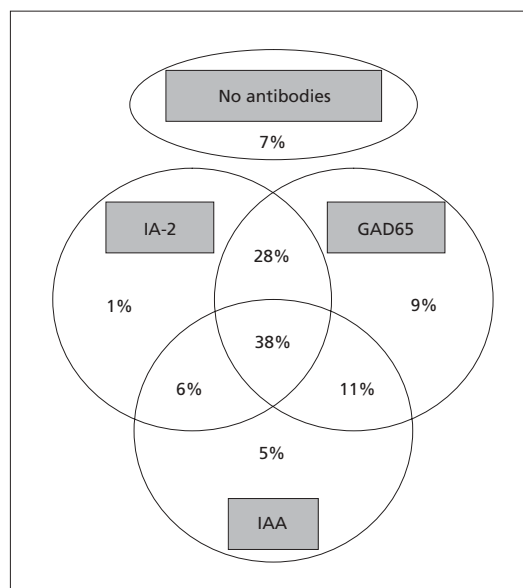 No antibodies
7%
IA-2
GAD65
28%
1%
9%
38%
6%
11%
5%
IAA